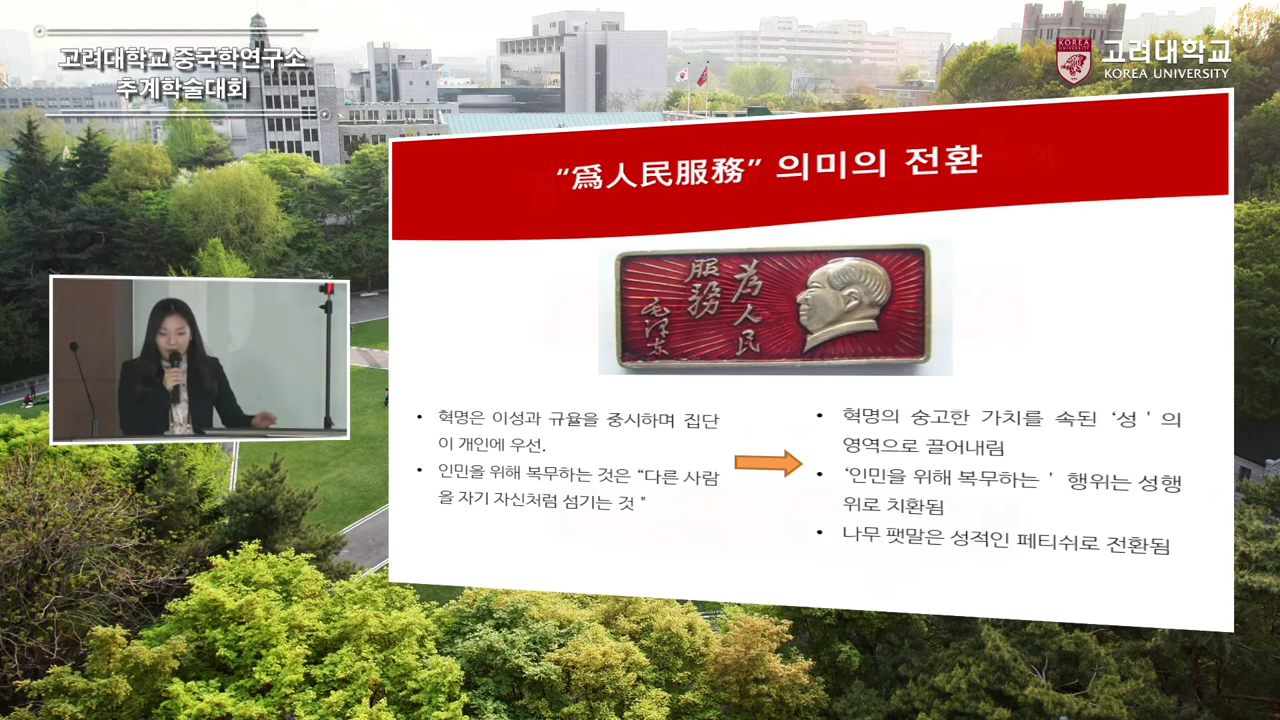 고려대학교 중국학연구소
추계학술대회
KOREA
UNIVERSITY
고려대학교
KOREA UNIVERSITY
“爲人民服務” 의미의 전환
為人民
服務
毛泽东
• 혁명은 이성과 규율을 중시하며 집단
이 개인에 우선.
• 인민을 위해 복무하는 것은 “다른 사람
을 자기 자신처럼 섬기는 것 "
• 혁명의 숭고한 가치를 속된 ‘성 ' 의
영역으로 끌어내림
• ‘인민을 위해 복무하는 ' 행위는 성행
위로 치환됨
• 나무 팻말은 성적인 페티쉬로 전환됨